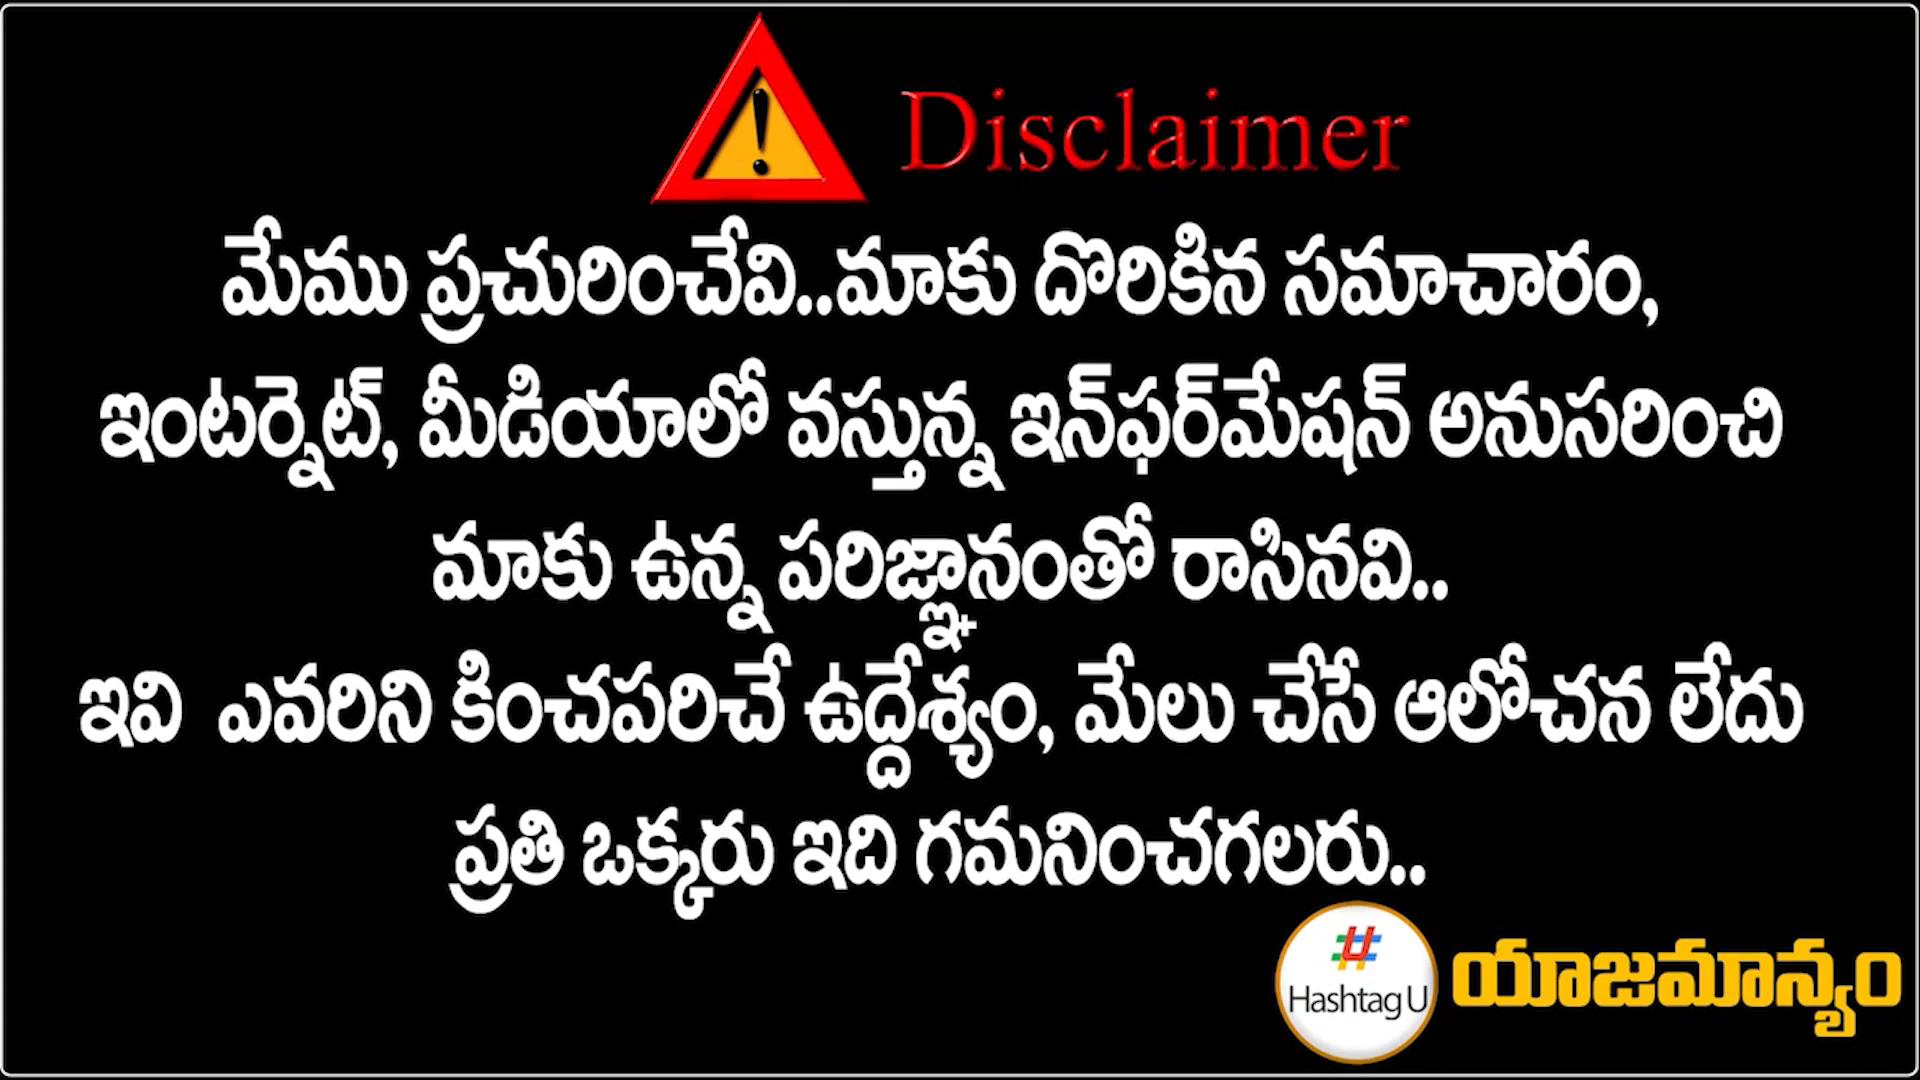 Disclaimer
మేము ప్రచురించేవి..మాకు దొరికిన సమాచారం,
ఇంటర్నెట్, మీడియాలో వస్తున్న ఇన్‌ఫర్‌మేషన్ అనుసరించి
మాకు ఉన్న పరిజ్ఞానంతో రాసినవి..
ఇవి ఎవరిని కించపరిచే ఉద్దేశ్యం, మేలు చేసే ఆలోచన లేదు
ప్రతి ఒక్కరు ఇది గమనించగలరు..
# Hashtag U
యాజమాన్యం